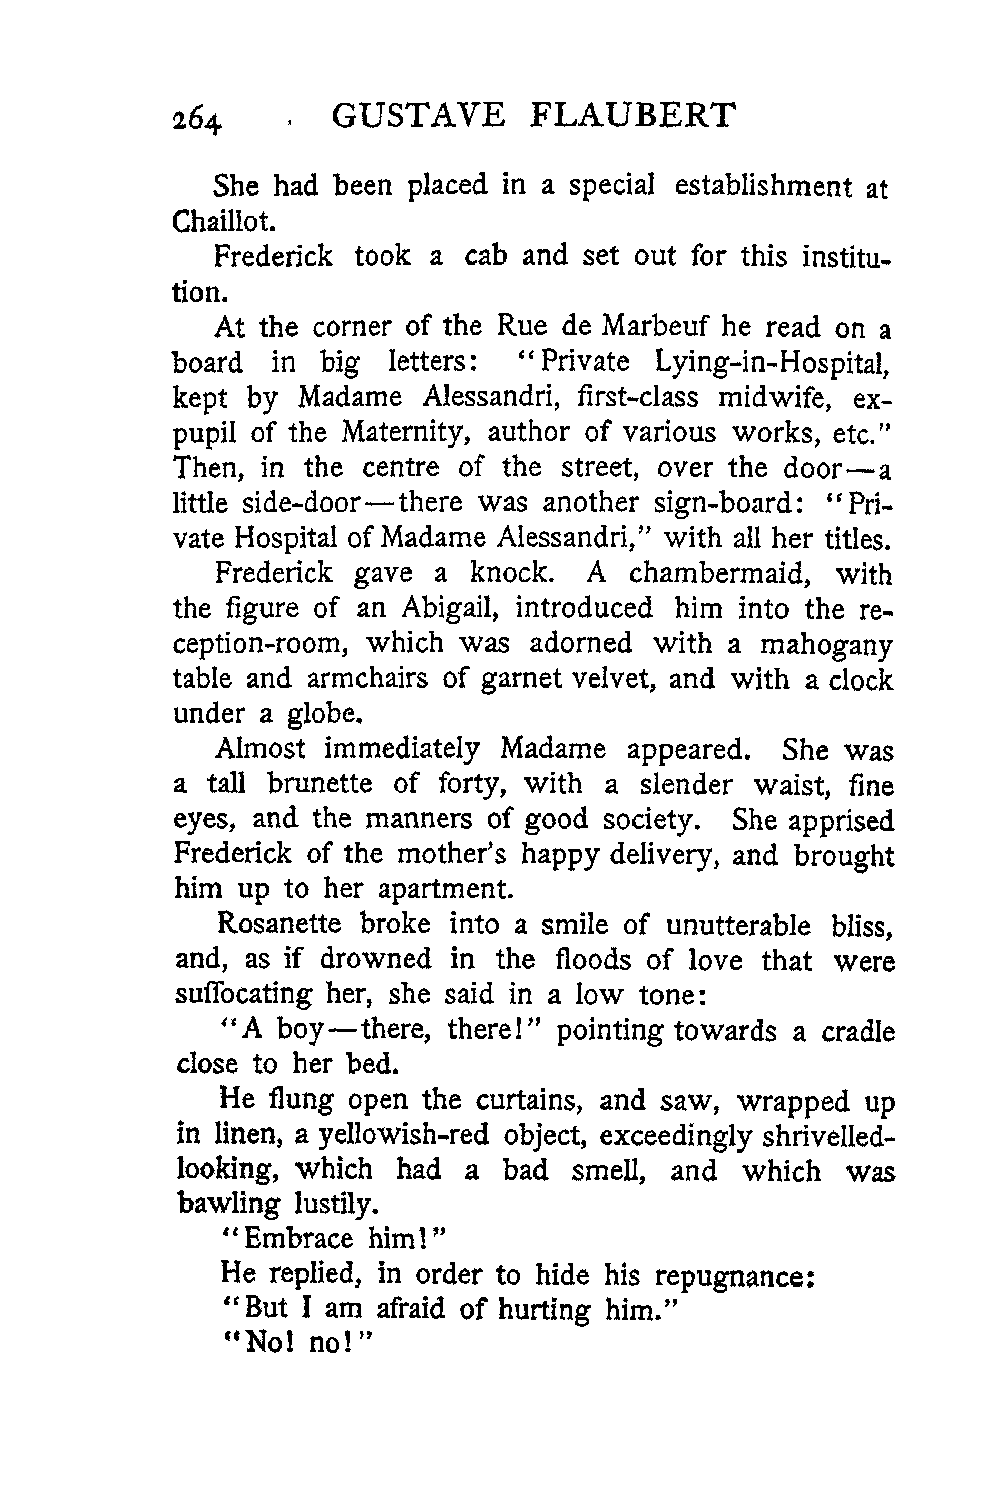 264 GUSTAVE FLAUBERT
She had been placed in a special establishment at
Chaillot.
Frederick took a cab and set out for this institu-
tion.
At the corner of the Rue de Marbeuf he read on a
board in big letters: "Private Lying-in-Hospital,
kept by Madame Alessandri, first-class midwife, ex-
pupil of the Maternity, author of various works, etc."
Then, in the centre of the street, over the door—a
little side-door—there was another sign-board: "Pri-
vate Hospital of Madame Alessandri," with all her titles.
Frederick gave a knock. A chambermaid, with
the figure of an Abigail, introduced him into the re-
ception-room, which was adorned with a mahogany
table and armchairs of garnet velvet, and with a clock
under a globe.
Almost immediately Madame appeared. She was
a tall brunette of forty, with a slender waist, fine
eyes, and the manners of good society. She apprised
Frederick of the mother's happy delivery, and brought
him up to her apartment.
Rosanette broke into a smile of unutterable bliss,
and, as if drowned in the floods of love that were
suffocating her, she said in a low tone:
"A boy—there, there!" pointing towards a cradle
close to her bed.
He flung open the curtains, and saw, wrapped up
in linen, a yellowish-red object, exceedingly shrivelled-
looking, which had a bad smell, and which was
bawling lustily.
"Embrace him!"
He replied, in order to hide his repugnance:
"But I am afraid of hurting him."
"No! no!"